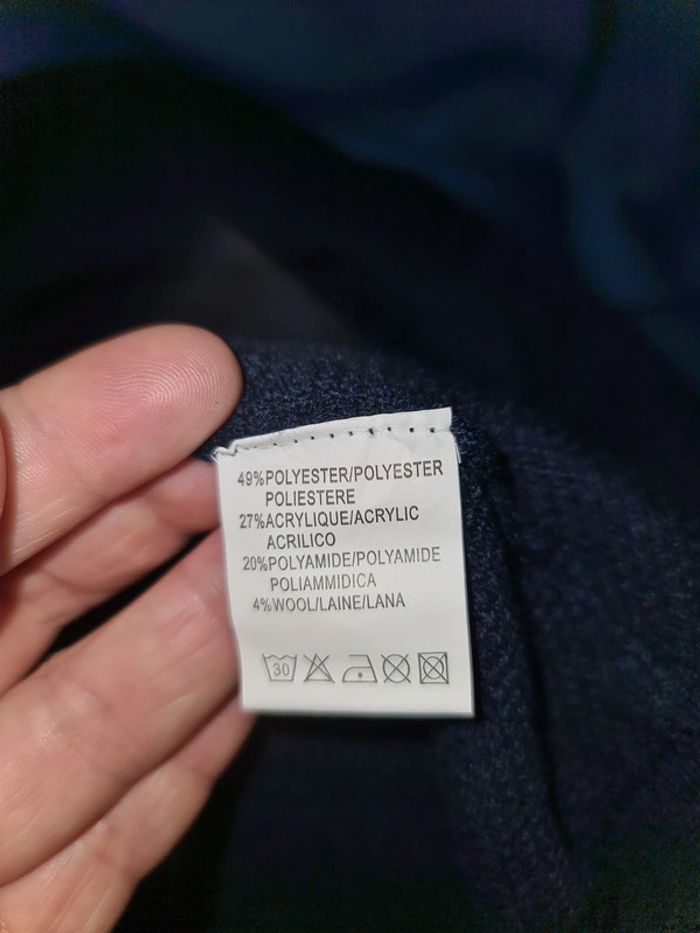 49%POLYESTER/POLYESTER
POLIESTERE
27%ACRYLIQUE/ACRYLIC
ACRILICO
20%POLYAMIDE/POLYAMIDE
POLIAMMIDICA
4%WOOL/LAINE/LANA
30